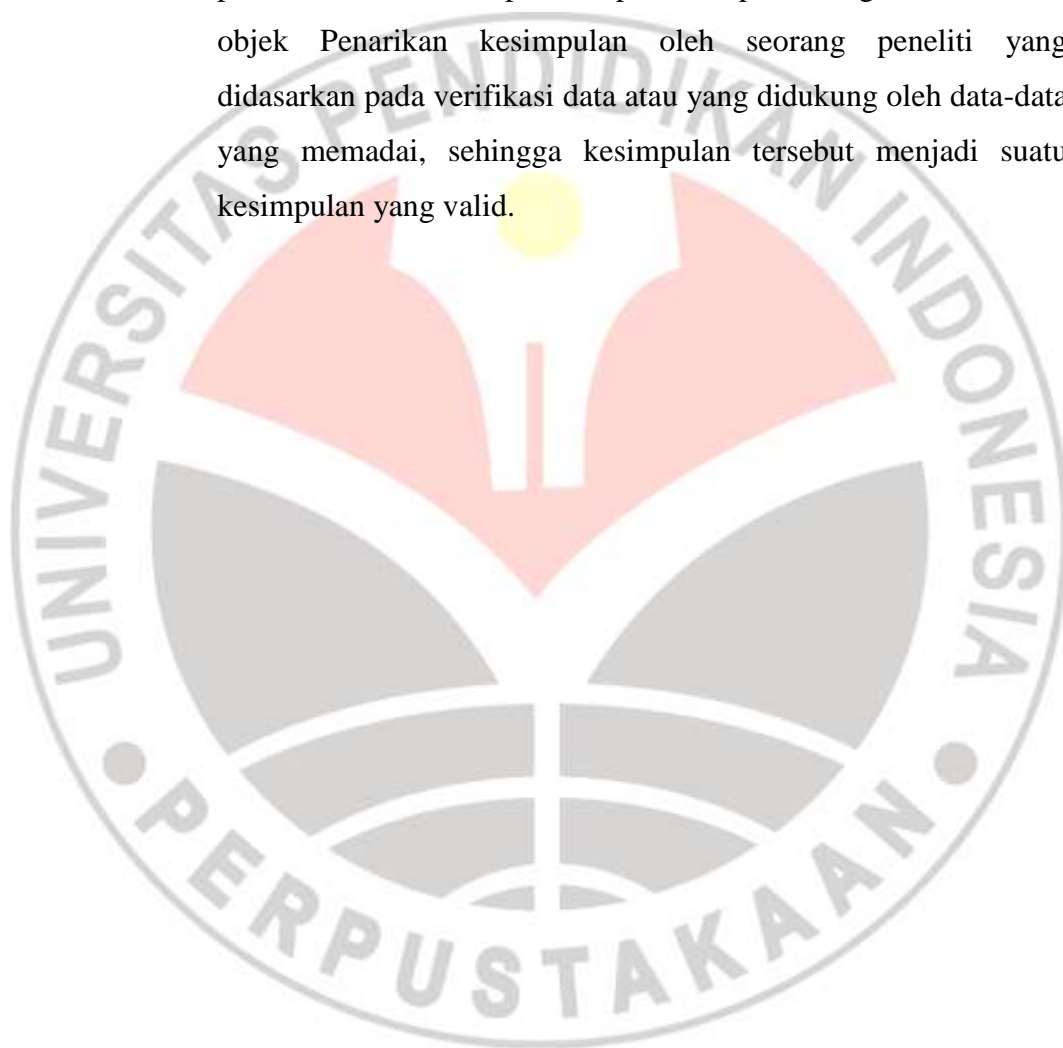 objek Penarikan kesimpulan oleh seorang peneliti yang
didasarkan pada verifikasi data atau yang didukung oleh data-data
yang memadai, sehingga kesimpulan tersebut menjadi suatu
kesimpulan yang valid.
UNIVERSITAS PENDIDIKAN INDONESIA
PERPUSTAKAAN